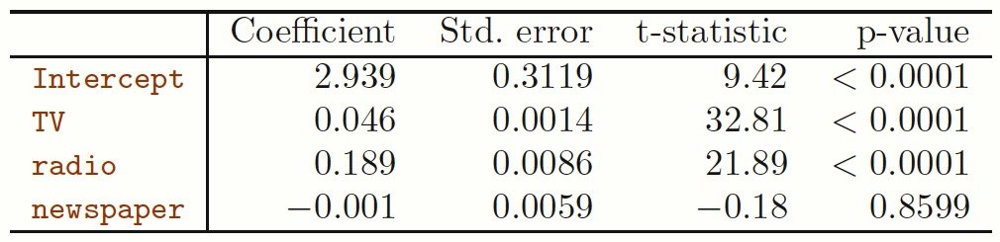 Coefficient Std. error t-statistic p-value
Intercept 2.939 0.3119 9.42 < 0.0001
TV 0.046 0.0014 32.81 < 0.0001
radio 0.189 0.0086 21.89 < 0.0001
newspaper −0.001 0.0059 −0.18 0.8599